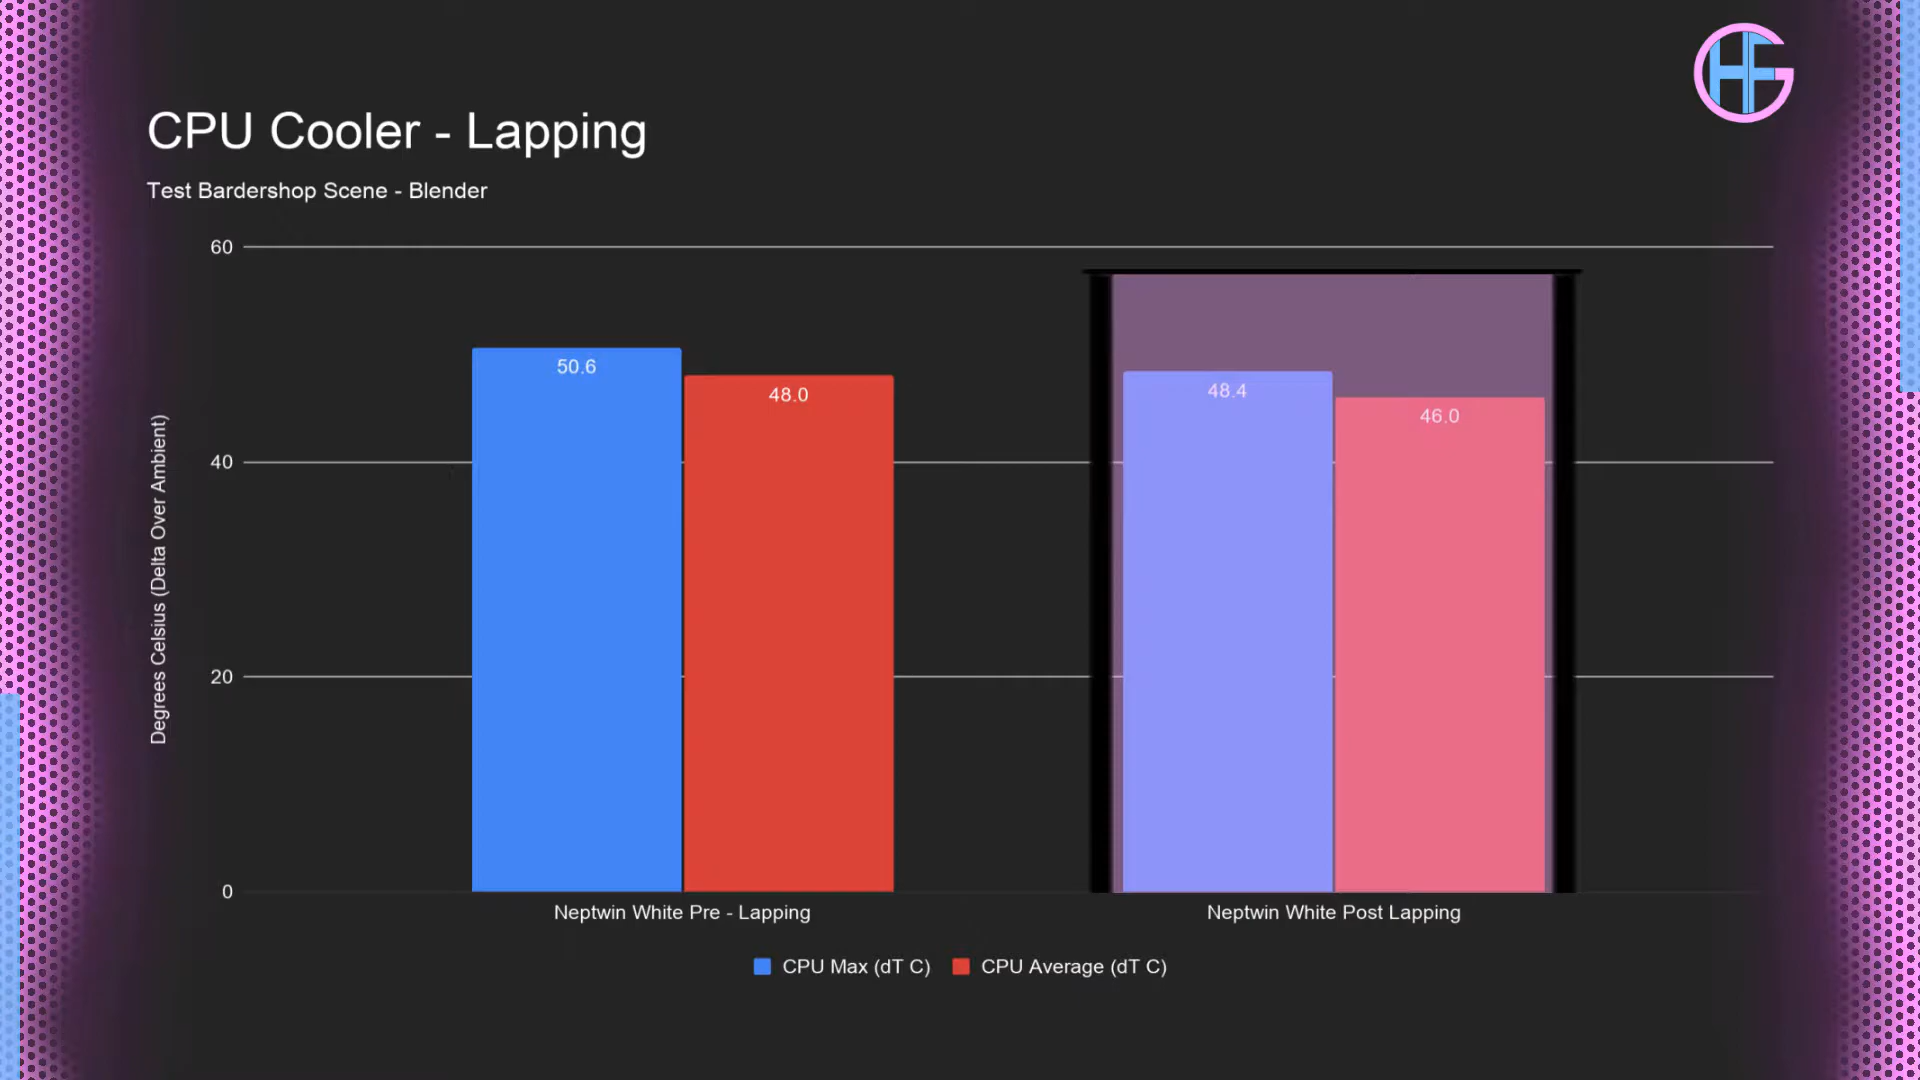 HFG
CPU Cooler - Lapping
Test Bardershop Scene - Blender
Degrees Celsius (Delta Over Ambient)
60
40
20
0
50.6
48.0
48.4
46.0
Neptwin White Pre - Lapping
Neptwin White Post Lapping
CPU Max (dT C)
CPU Average (dT C)